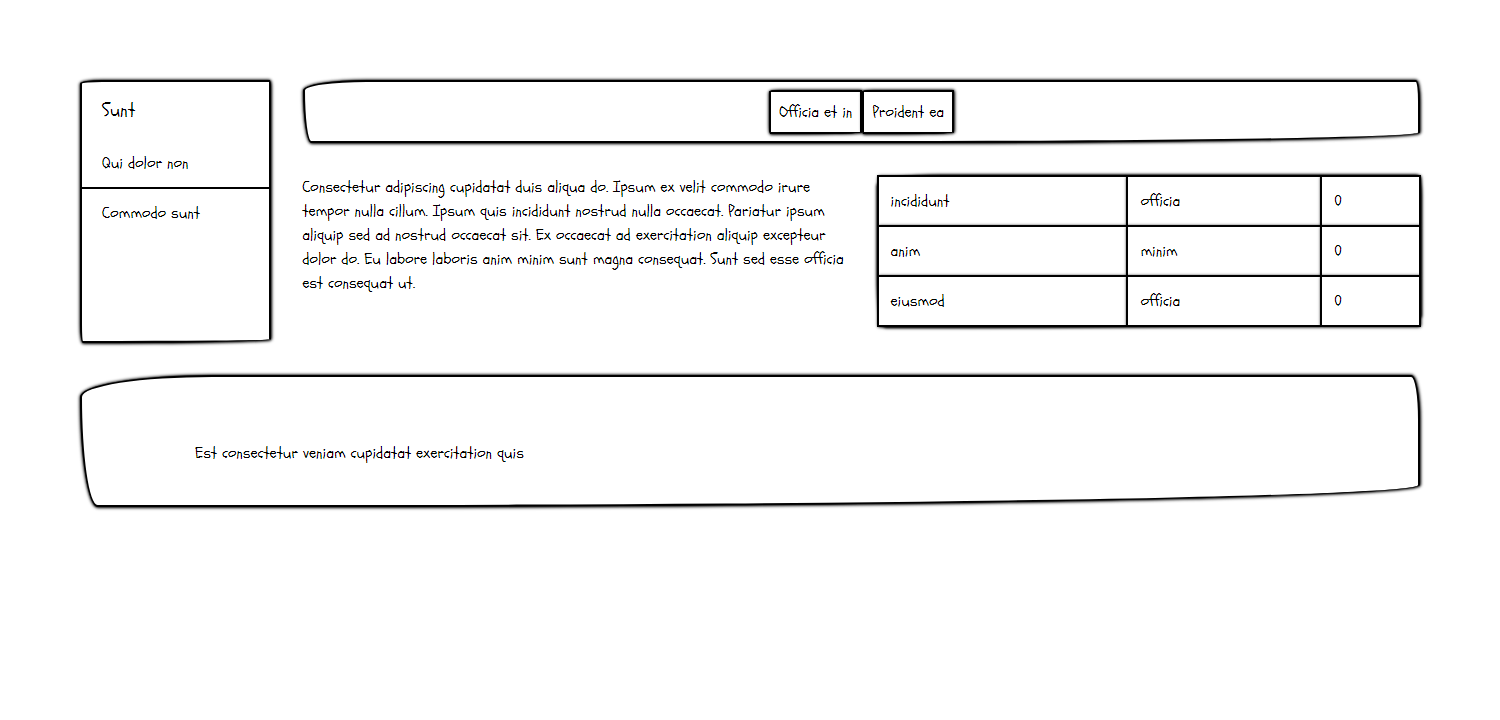 Sunt
Qui dolor non
Commodo sunt
Officia et in
Proident ea
Consectetur adipiscing cupidatat duis aliqua do. Ipsum ex velit commodo irure
tempor nulla cillum. Ipsum quis incididunt nostrud nulla occaecat. Pariatur ipsum
aliquip sed ad nostrud occaecat sit. Ex occaecat ad exercitation aliquip excepteur
dolor do. Eu labore laboris anim minim sunt magna consequat. Sunt sed esse officia
est consequat ut.
incididunt officia 0
anim minim 0
eiusmod officia 0
Est consectetur veniam cupidatat exercitation quis